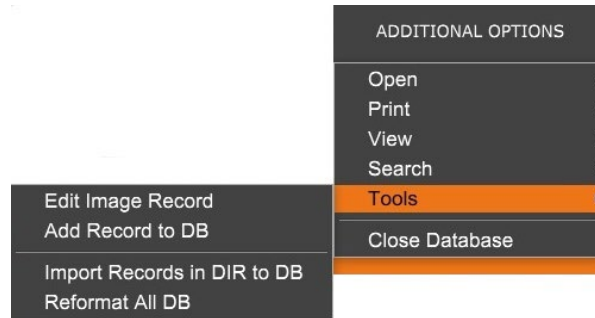 ADDITIONAL OPTIONS
Open
Print
View
Search
Tools
Close Database
Edit Image Record
Add Record to DB
Import Records in DIR to DB
Reformat All DB